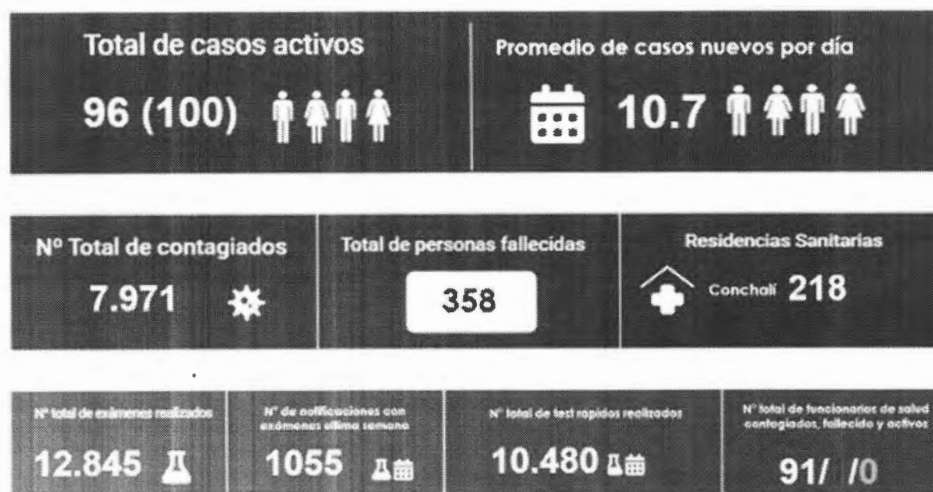 Total de casos activos
96 (100)
Promedio de casos nuevos por día
10.7
Nº Total de contagiados
7.971
Total de personas fallecidas
358
Residencias Sanitarias
Conchalí 218
Nº total de exámenes realizados
12.845
Nº de notificaciones con
exámenes ultima semana
1055
Nº total de test rapidos realizados
10.480
Nº total de funcionarios de salud
contagiados, fallecido y activos
91/ /0